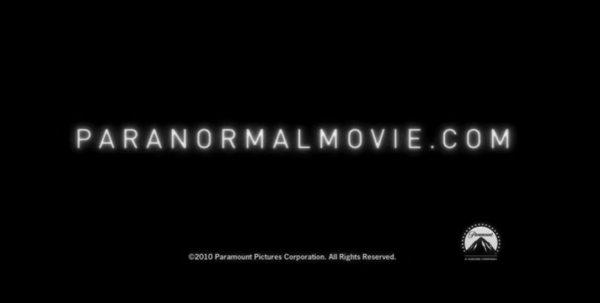 PARANORMALMOVIE.COM
Paramount
©2010 Paramount Pictures Corporation. All Rights Reserved.